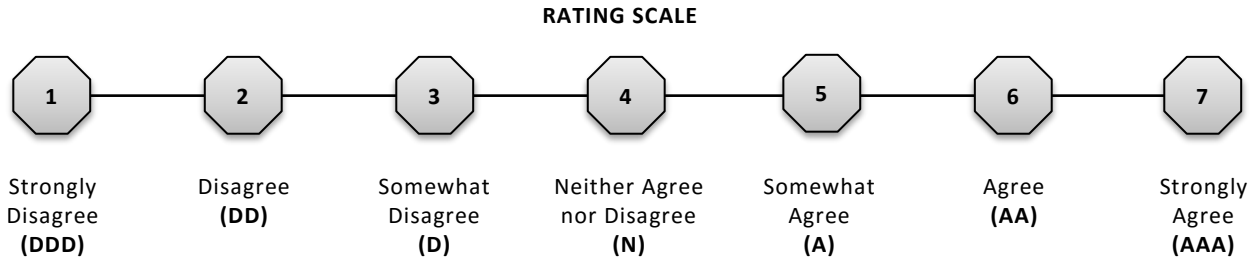 RATING SCALE
1 2 3 4 5 6 7
Strongly Disagree (DDD)
Disagree (DD)
Somewhat Disagree (D)
Neither Agree nor Disagree (N)
Somewhat Agree (A)
Agree (AA)
Strongly Agree (AAA)